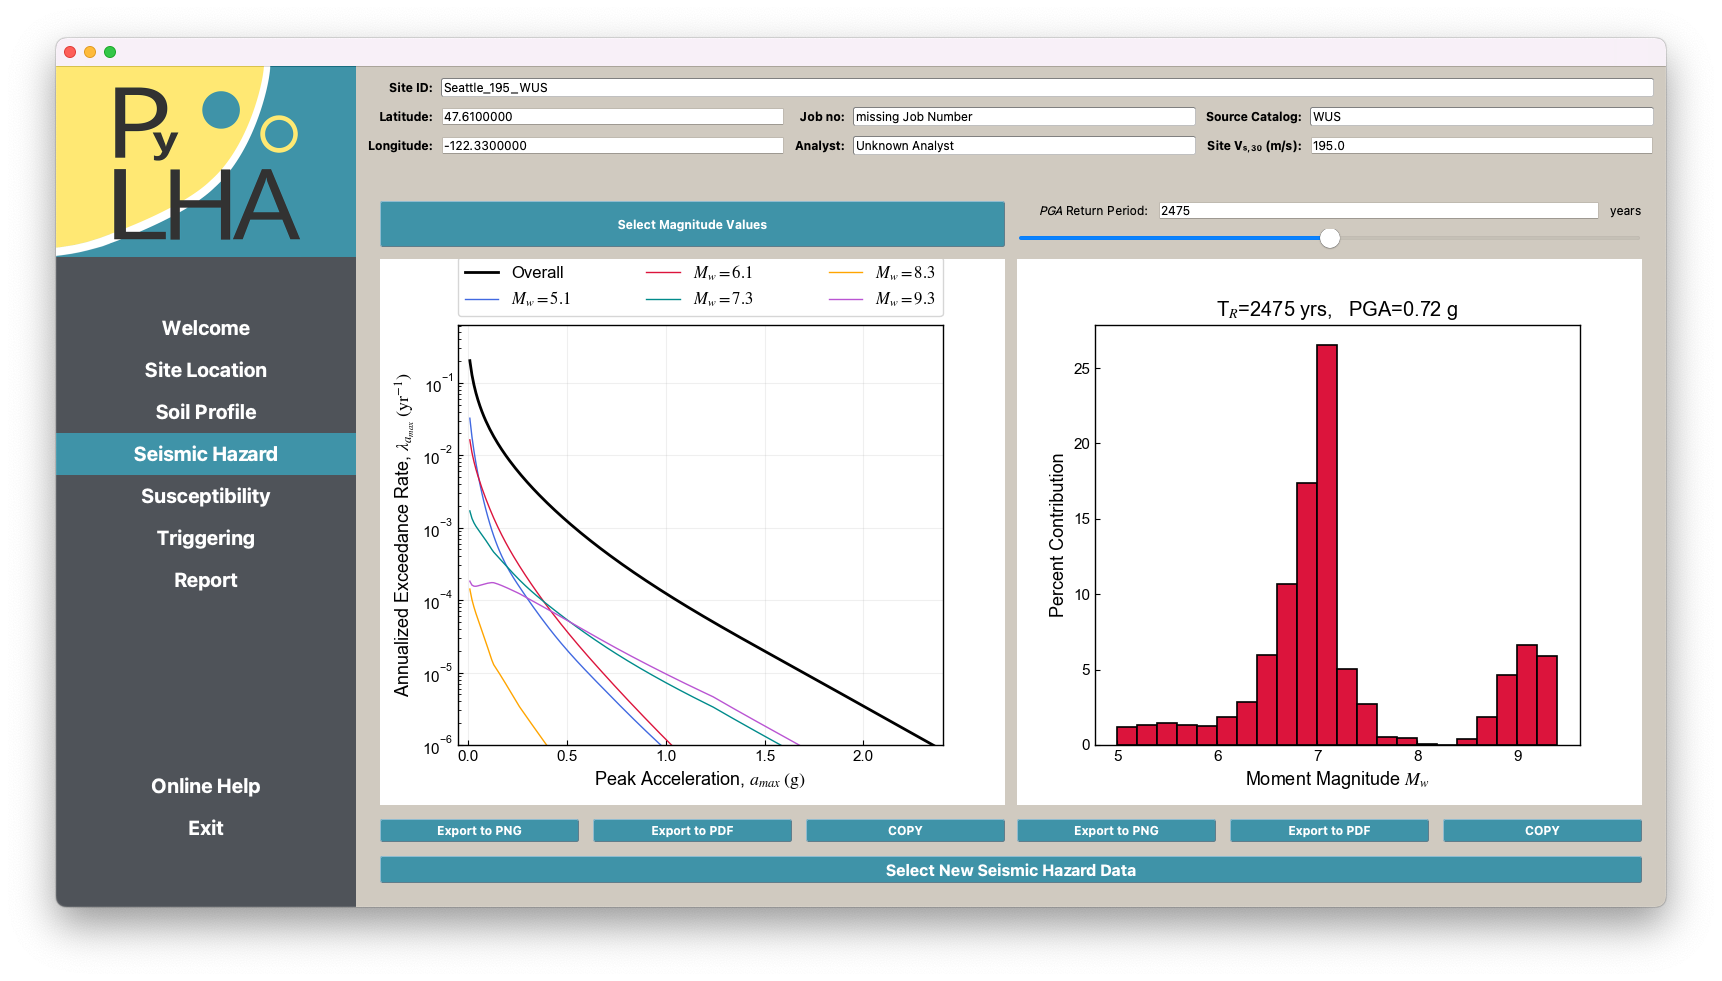 Py
LHA
Welcome
Site Location
Soil Profile
Seismic Hazard
Susceptibility
Triggering
Report
Online Help
Exit
Site ID: Seattle_195_WUS
Latitude: 47.6100000 Job no: missing Job Number Source Catalog: WUS
Longitude: -122.3300000 Analyst: Unknown Analyst Site Vₛ,₃₀ (m/s): 195.0
Select Magnitude Values
PGA Return Period: 2475 years
Overall M_w=6.1 M_w=8.3
M_w=5.1 M_w=7.3 M_w=9.3
10⁻¹
10⁻²
10⁻³
10⁻⁴
10⁻⁵
10⁻⁶
Annualized Exceedance Rate, λ_{a_{max}} (yr⁻¹)
0.0 0.5 1.0 1.5 2.0
Peak Acceleration, a_{max} (g)
T_R=2475 yrs, PGA=0.72 g
25
20
15
10
5
0
Percent Contribution
5 6 7 8 9
Moment Magnitude M_w
Export to PNG Export to PDF COPY Export to PNG Export to PDF COPY
Select New Seismic Hazard Data